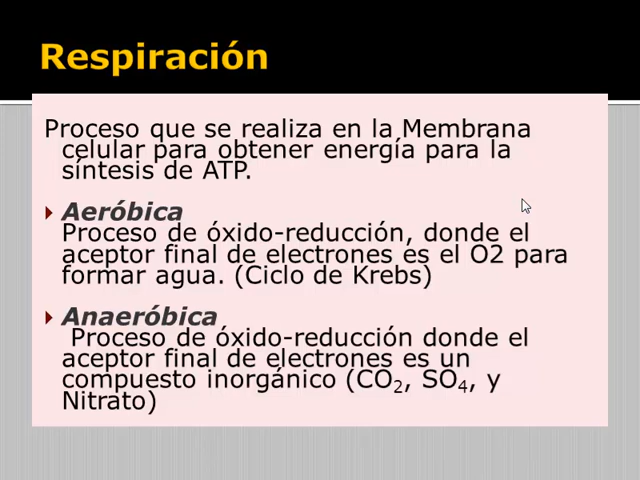 Respiración
Proceso que se realiza en la Membrana
celular para obtener energía para la
síntesis de ATP.
Aeróbica
Proceso de óxido-reducción, donde el
aceptor final de electrones es el O2 para
formar agua. (Ciclo de Krebs)
Anaeróbica
Proceso de óxido-reducción donde el
aceptor final de electrones es un
compuesto inorgánico (CO₂, SO₄, y
Nitrato)